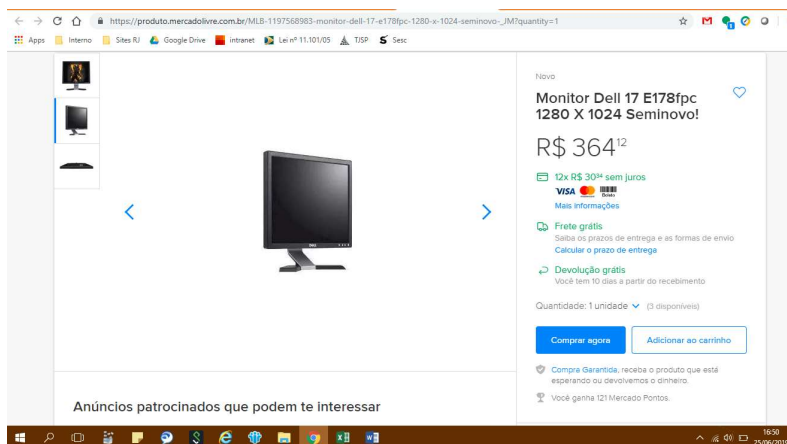 https://produto.mercadolivre.com.br/MLB-1197568983-monitor-dell-17-e178fpc-1280-x-1024-seminovo-_JM?quantity=1
Apps Interno Sites RJ Google Drive intranet Lei nº 11.101/05 TJSP Sesc
Novo
Monitor Dell 17 E178fpc
1280 X 1024 Seminovo!
R$ 364 12
12x R$ 30 34 sem juros
VISA Boleto
Mais informações
Frete grátis
Saiba os prazos de entrega e as formas de envio
Calcular o prazo de entrega
Devolução grátis
Você tem 10 dias a partir do recebimento
Quantidade: 1 unidade (3 disponíveis)
Comprar agora
Adicionar ao carrinho
Compra Garantida, receba o produto que está
esperando ou devolvemos o dinheiro.
Você ganha 121 Mercado Pontos.
Anúncios patrocinados que podem te interessar
16:50